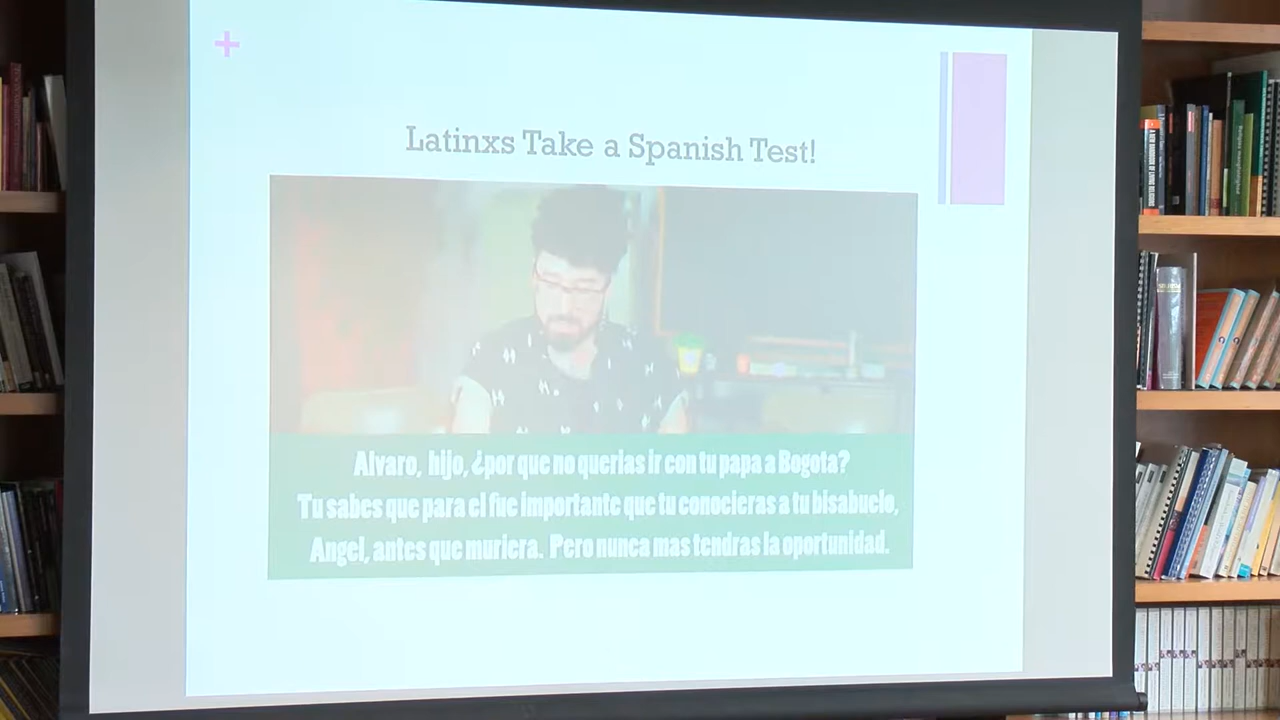 Latinxs Take a Spanish Test!
Alvaro, hijo, ¿por que no querias ir con tu papa a Bogota?
Tu sabes que para el fue importante que tu conocieras a tu bisabuelo,
Angel, antes que muriera. Pero nunca mas tendras la oportunidad.